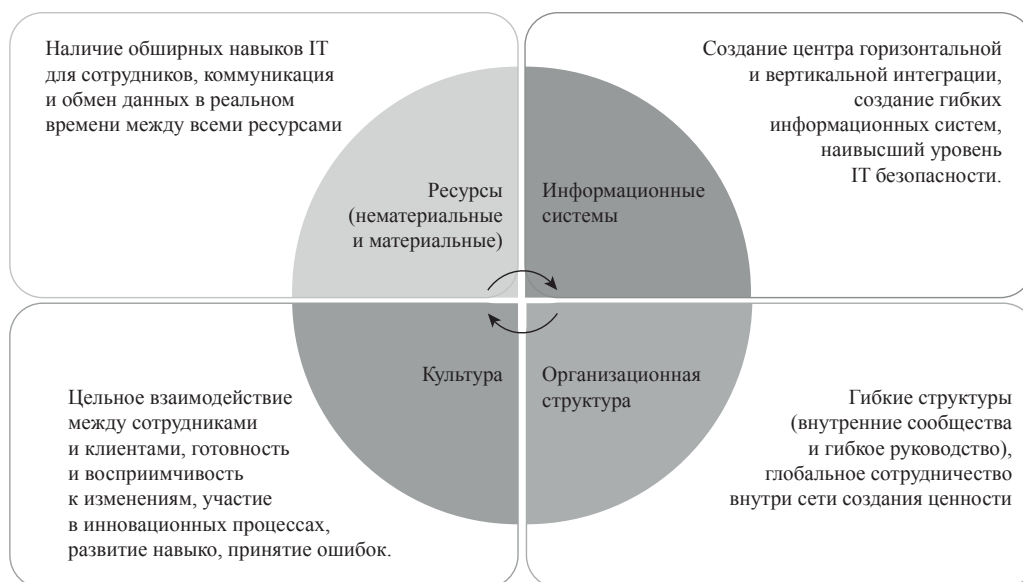 Наличие обширных навыков IT
для сотрудников, коммуникация
и обмен данных в реальном
времени между всеми ресурсами
Создание центра горизонтальной
и вертикальной интеграции,
создание гибких
информационных систем,
наивысший уровень
IT безопасности.
Ресурсы
(нематериальные
и материальные)
Информационные
системы
Культура
Организационная
структура
Цельное взаимодействие
между сотрудниками
и клиентами, готовность
и восприимчивость
к изменениям, участие
в инновационных процессах,
развитие навыко, принятие ошибок.
Гибкие структуры
(внутренние сообщества
и гибкое руководство),
глобальное сотрудничество
внутри сети создания ценности